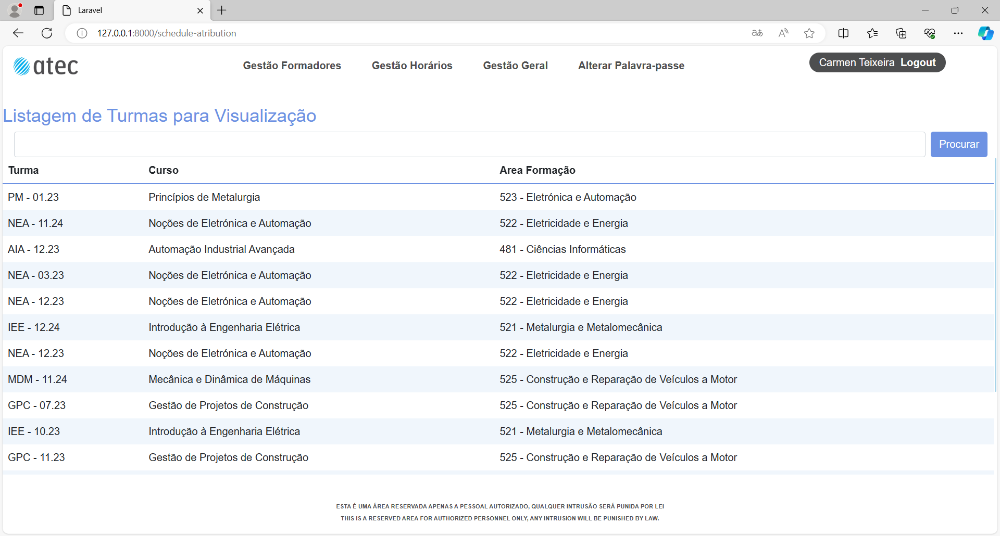 Laravel
127.0.0.1:8000/schedule-atribution
atec
Gestão Formadores Gestão Horários Gestão Geral Alterar Palavra-passe
Carmen Teixeira Logout
Listagem de Turmas para Visualização
Procurar
Turma Curso Area Formação
PM - 01.23 Princípios de Metalurgia 523 - Eletrónica e Automação
NEA - 11.24 Noções de Eletrónica e Automação 522 - Eletricidade e Energia
AIA - 12.23 Automação Industrial Avançada 481 - Ciências Informáticas
NEA - 03.23 Noções de Eletrónica e Automação 522 - Eletricidade e Energia
NEA - 12.23 Noções de Eletrónica e Automação 522 - Eletricidade e Energia
IEE - 12.24 Introdução à Engenharia Elétrica 521 - Metalurgia e Metalomecânica
NEA - 12.23 Noções de Eletrónica e Automação 522 - Eletricidade e Energia
MDM - 11.24 Mecânica e Dinâmica de Máquinas 525 - Construção e Reparação de Veículos a Motor
GPC - 07.23 Gestão de Projetos de Construção 525 - Construção e Reparação de Veículos a Motor
IEE - 10.23 Introdução à Engenharia Elétrica 521 - Metalurgia e Metalomecânica
GPC - 11.23 Gestão de Projetos de Construção 525 - Construção e Reparação de Veículos a Motor
ESTA É UMA ÁREA RESERVADA APENAS A PESSOAL AUTORIZADO, QUALQUER INTRUSÃO SERÁ PUNIDA POR LEI
THIS IS A RESERVED AREA FOR AUTHORIZED PERSONNEL ONLY, ANY INTRUSION WILL BE PUNISHED BY LAW.